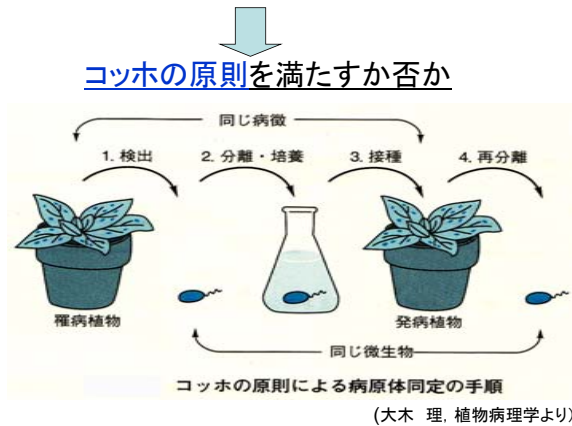 コッホの原則を満たすか否か
同じ病徴
1. 検出 2. 分離・培養 3. 接種 4. 再分離
罹病植物 発病植物
同じ微生物
コッホの原則による病原体同定の手順
(大木 理, 植物病理学より)